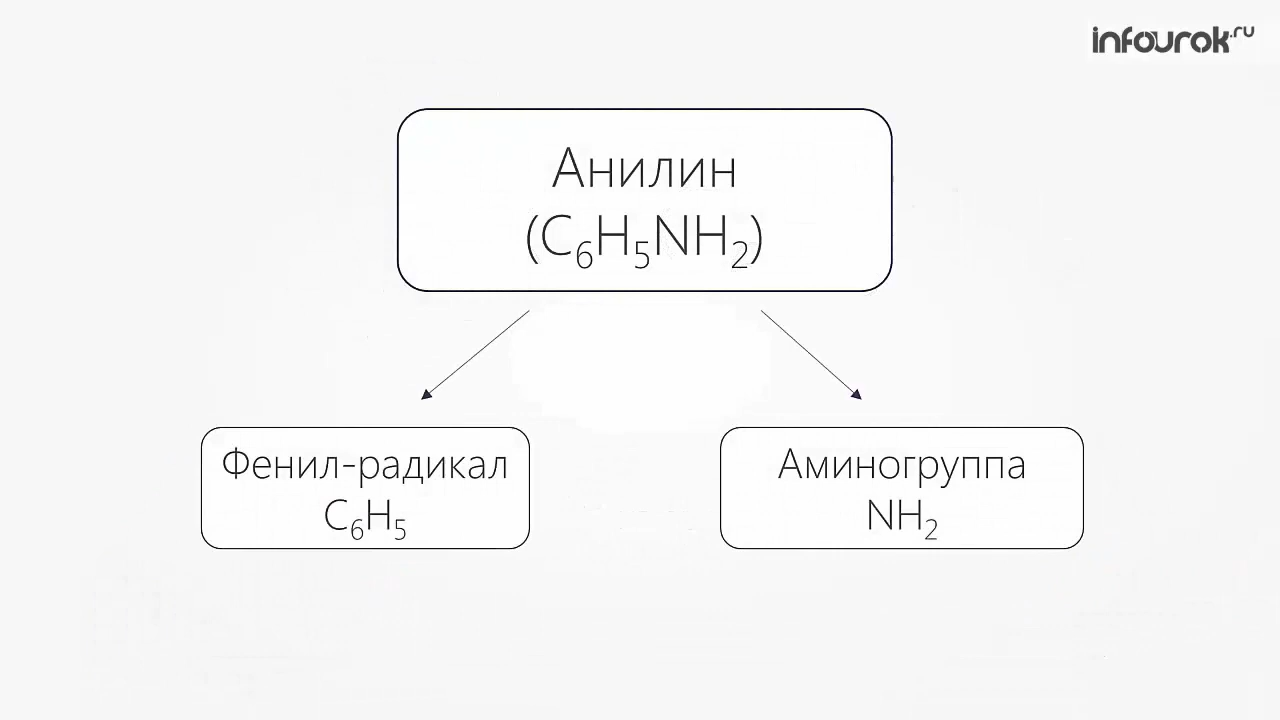 infourok.ru
Анилин
(C₆H₅NH₂)
Фенил-радикал
C₆H₅
Аминогруппа
NH₂